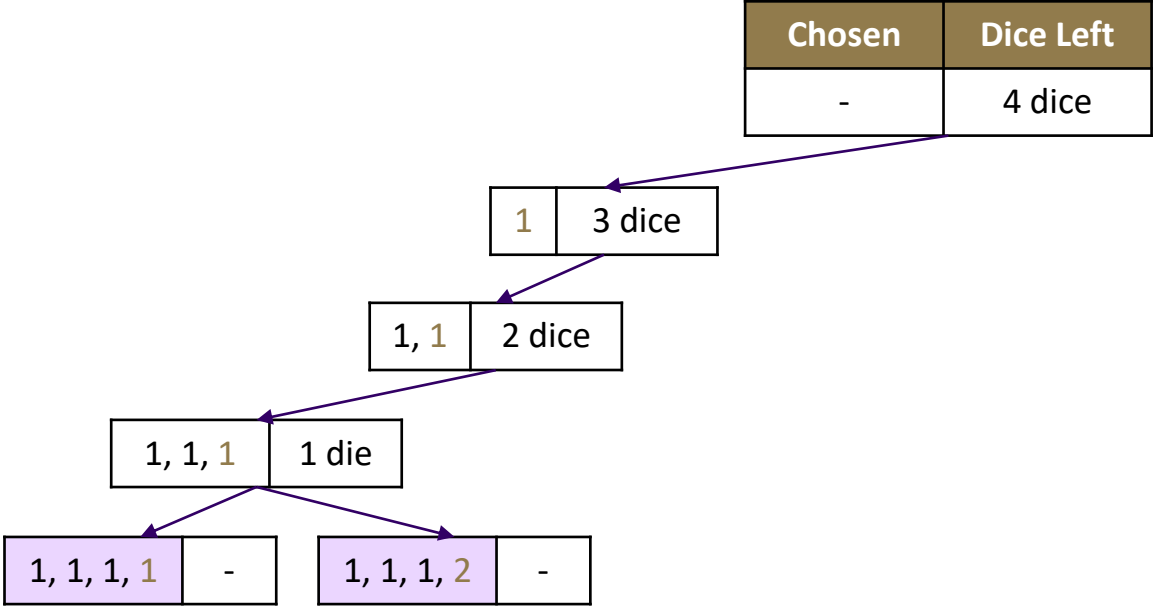 Chosen Dice Left
- 4 dice
1 3 dice
1, 1 2 dice
1, 1, 1 1 die
1, 1, 1, 1 - 1, 1, 1, 2 -